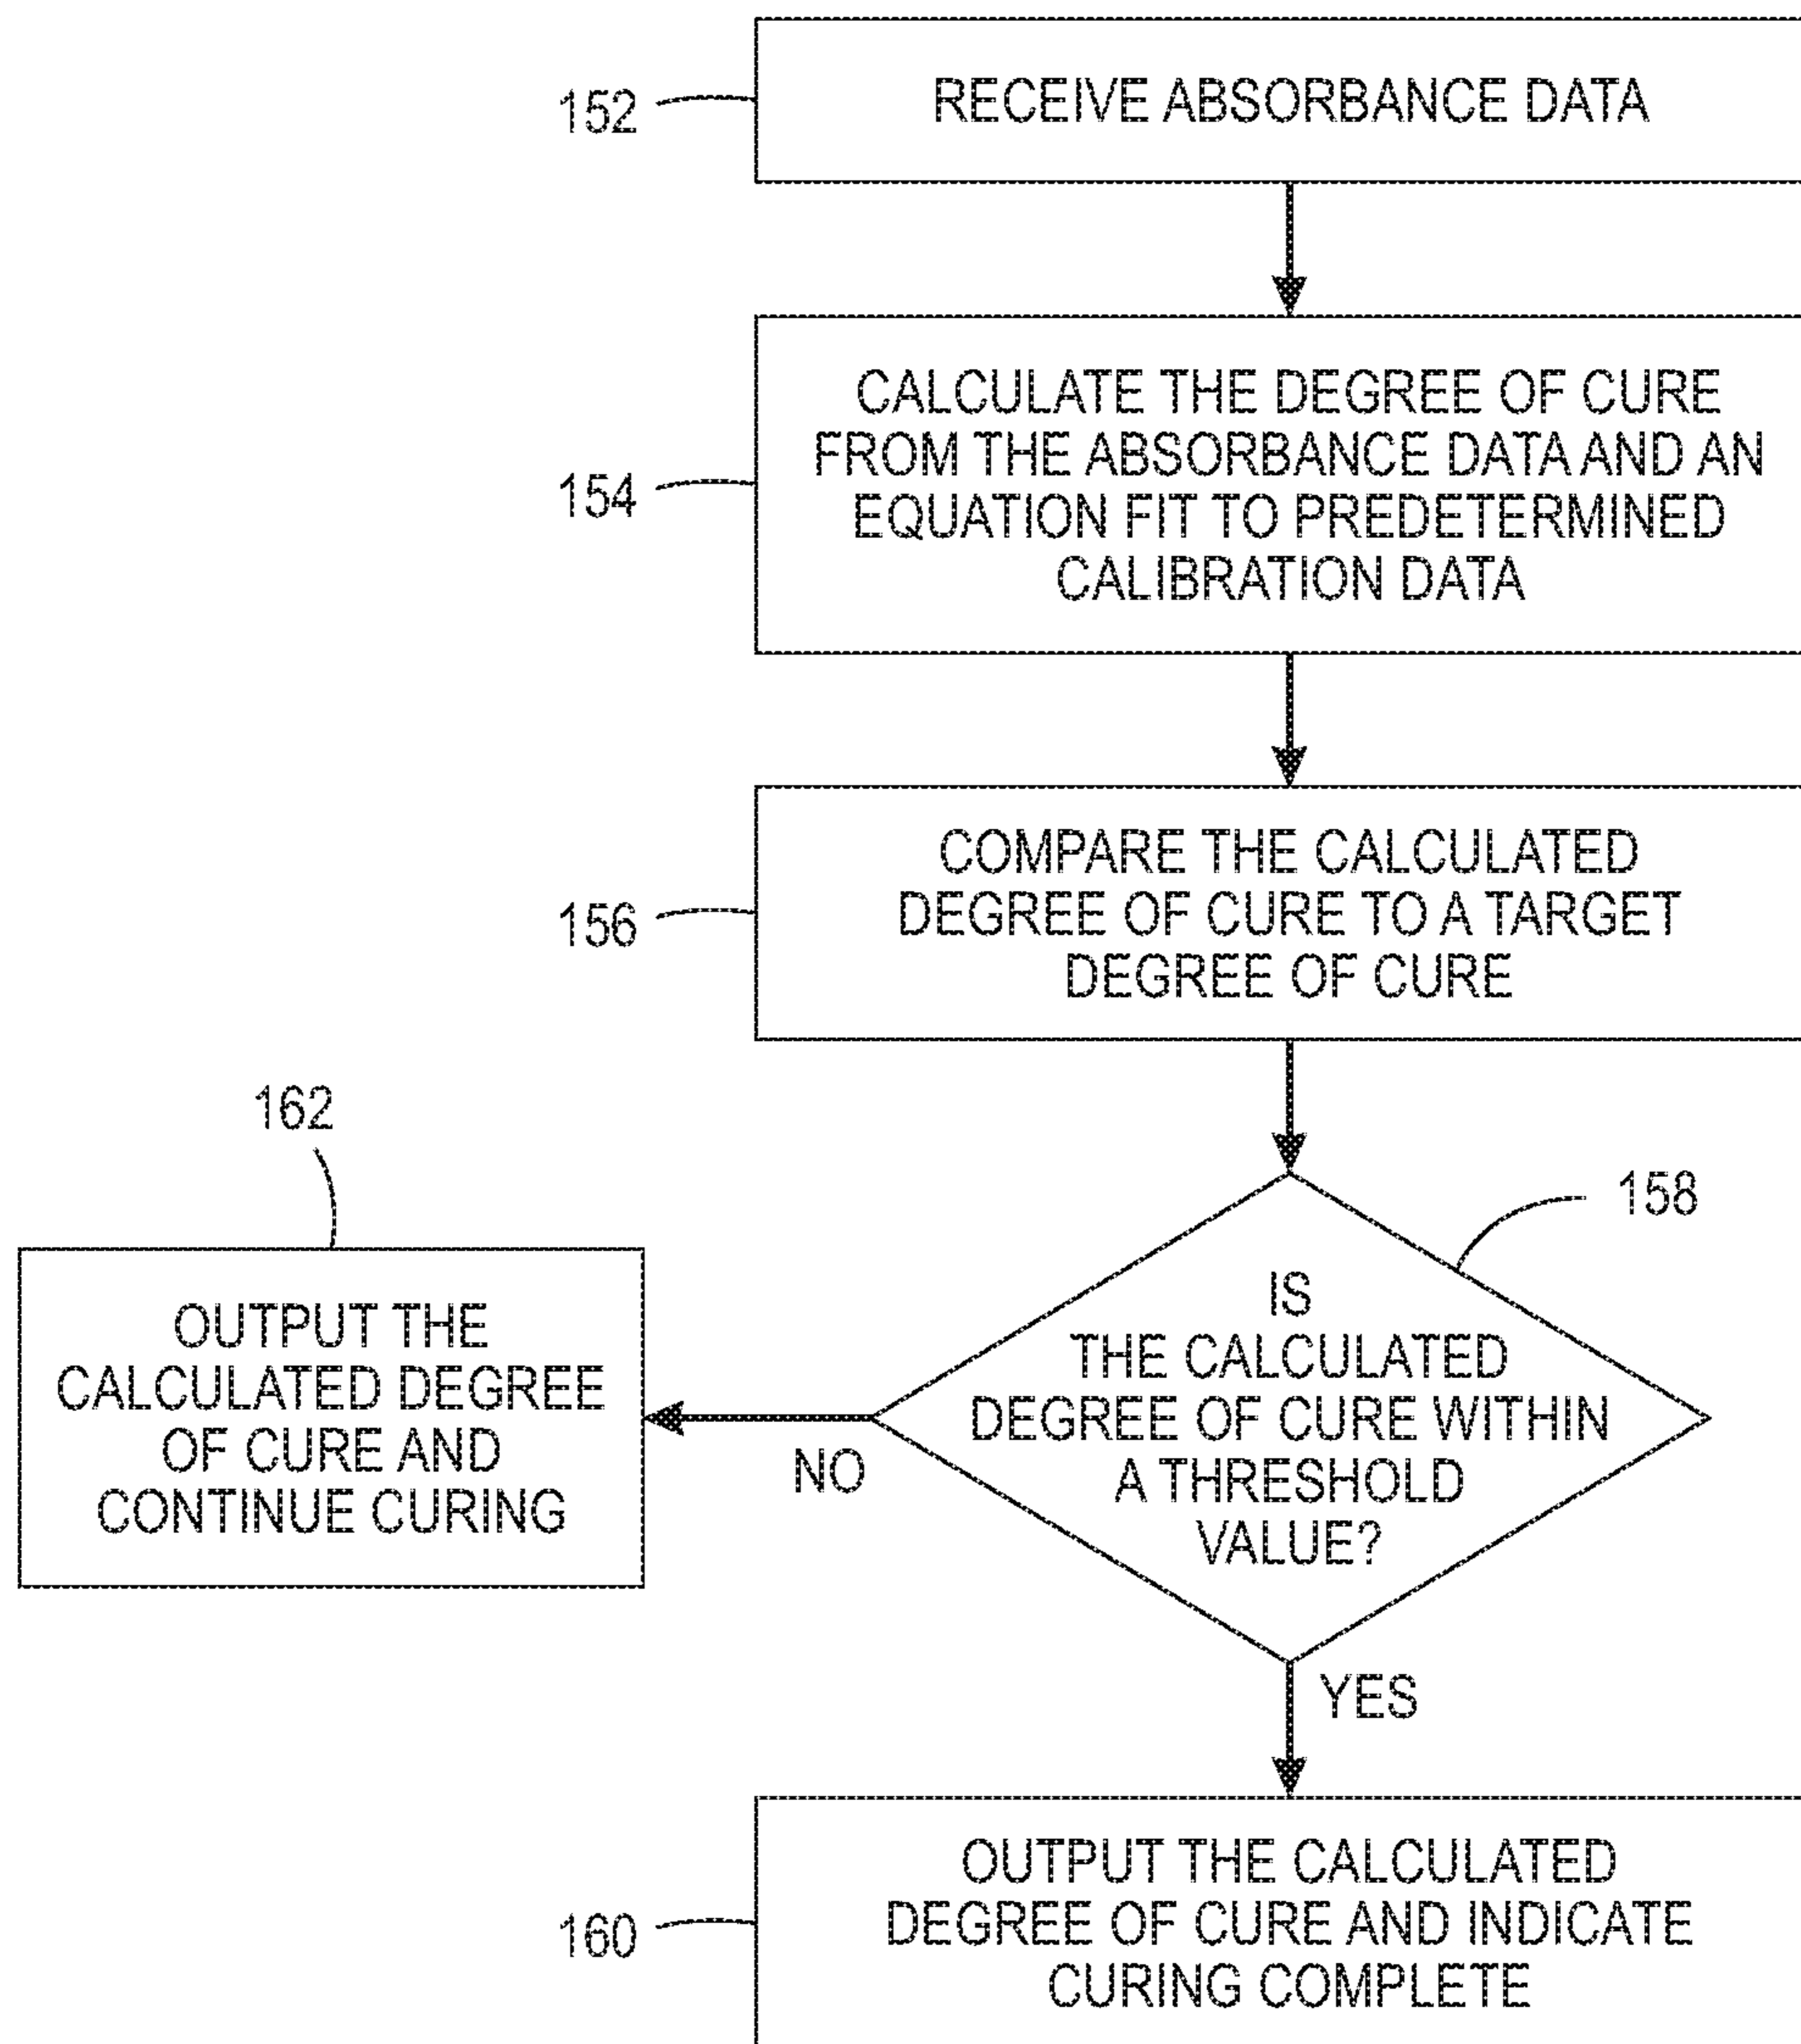 152
RECEIVE ABSORBANCE DATA
154
CALCULATE THE DEGREE OF CURE
FROM THE ABSORBANCE DATA AND AN
EQUATION FIT TO PREDETERMINED
CALIBRATION DATA
156
COMPARE THE CALCULATED
DEGREE OF CURE TO A TARGET
DEGREE OF CURE
158
IS
THE CALCULATED
DEGREE OF CURE WITHIN
A THRESHOLD
VALUE?
NO
162
OUTPUT THE
CALCULATED DEGREE
OF CURE AND
CONTINUE CURING
YES
160
OUTPUT THE CALCULATED
DEGREE OF CURE AND INDICATE
CURING COMPLETE